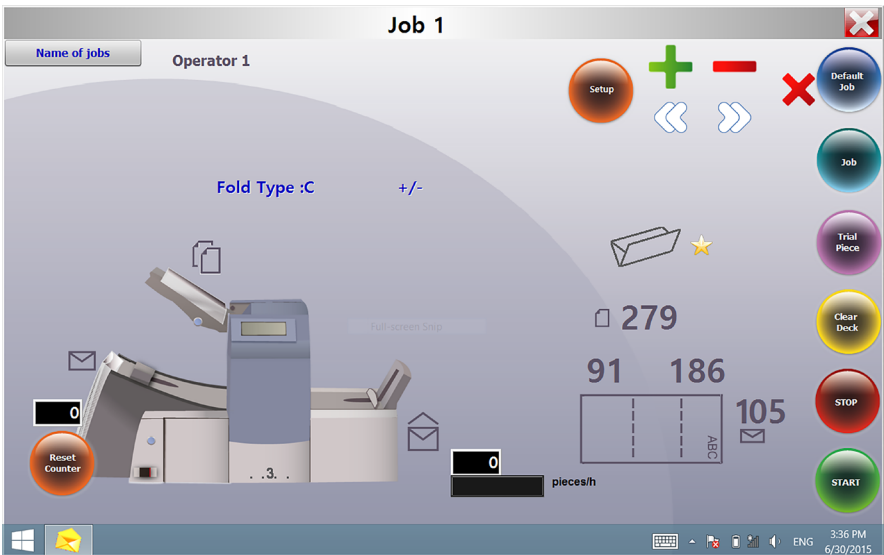 Job 1
Name of jobs
Operator 1
Setup
Default
Job
Job
Fold Type :C
+/-
Trial
Piece
279
Full-screen Snip
Clear
Deck
91
186
105
ABC
STOP
0
Reset
Counter
. .3. .
0
pieces/h
START
ENG
3:36 PM
6/30/2015